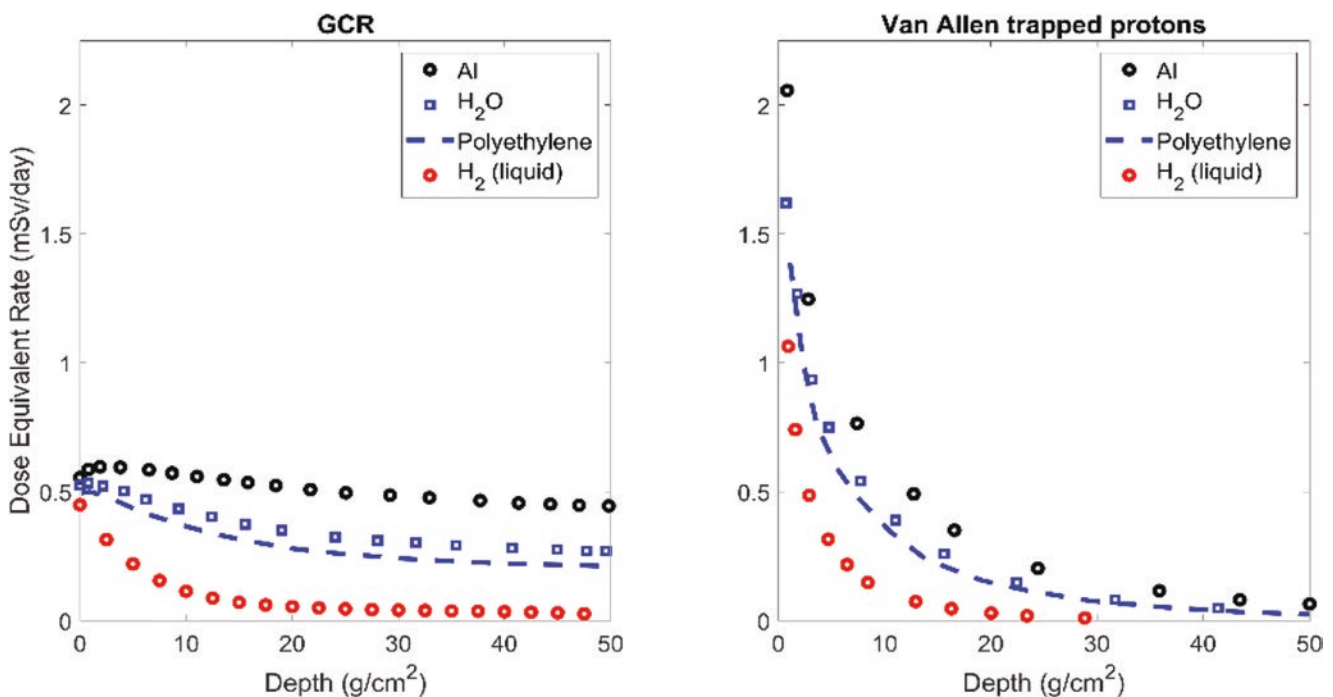 GCR
Al
H2O
Polyethylene
H2 (liquid)
2
1.5
1
0.5
0
Dose Equivalent Rate (mSv/day)
0 10 20 30 40 50
Depth (g/cm2)
Van Allen trapped protons
Al
H2O
Polyethylene
H2 (liquid)
2
1.5
1
0.5
0
0 10 20 30 40 50
Depth (g/cm2)